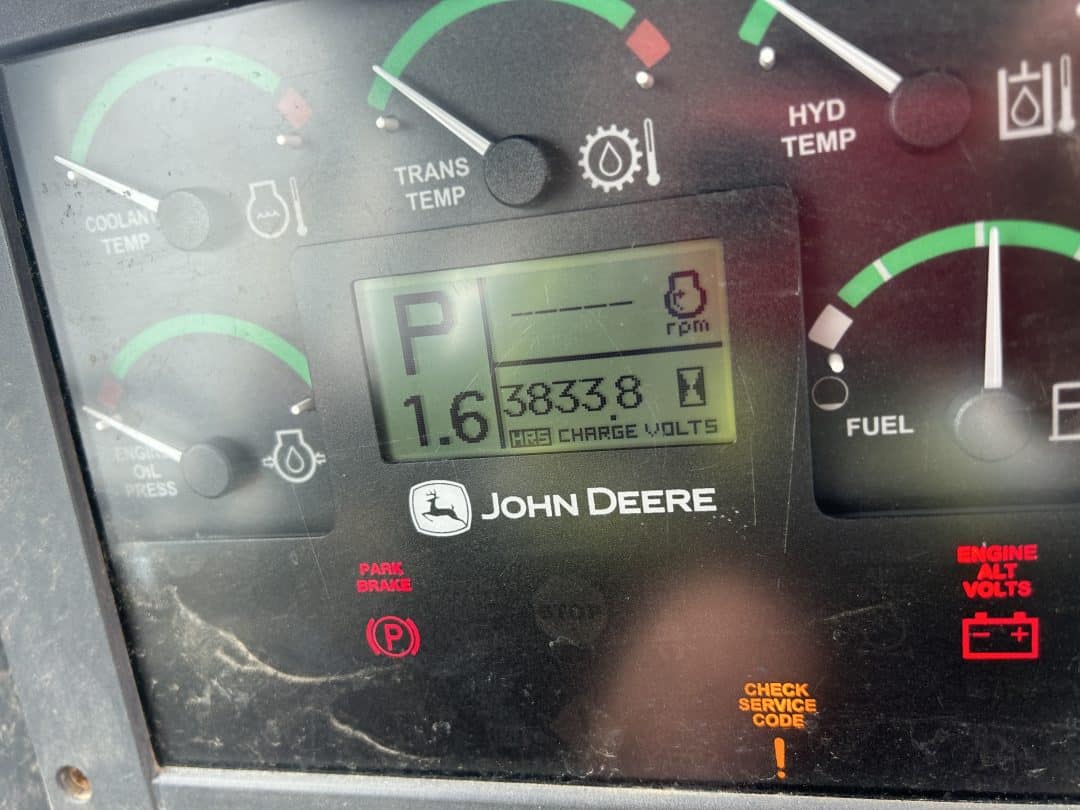 COOLANT
TEMP
TRANS
TEMP
HYD
TEMP
P
-----
rpm
1.6
3833.8
HRS CHARGE VOLTS
ENGINE
OIL
PRESS
FUEL
JOHN DEERE
PARK
BRAKE
P
STOP
ENGINE
ALT
VOLTS
CHECK
SERVICE
CODE
!